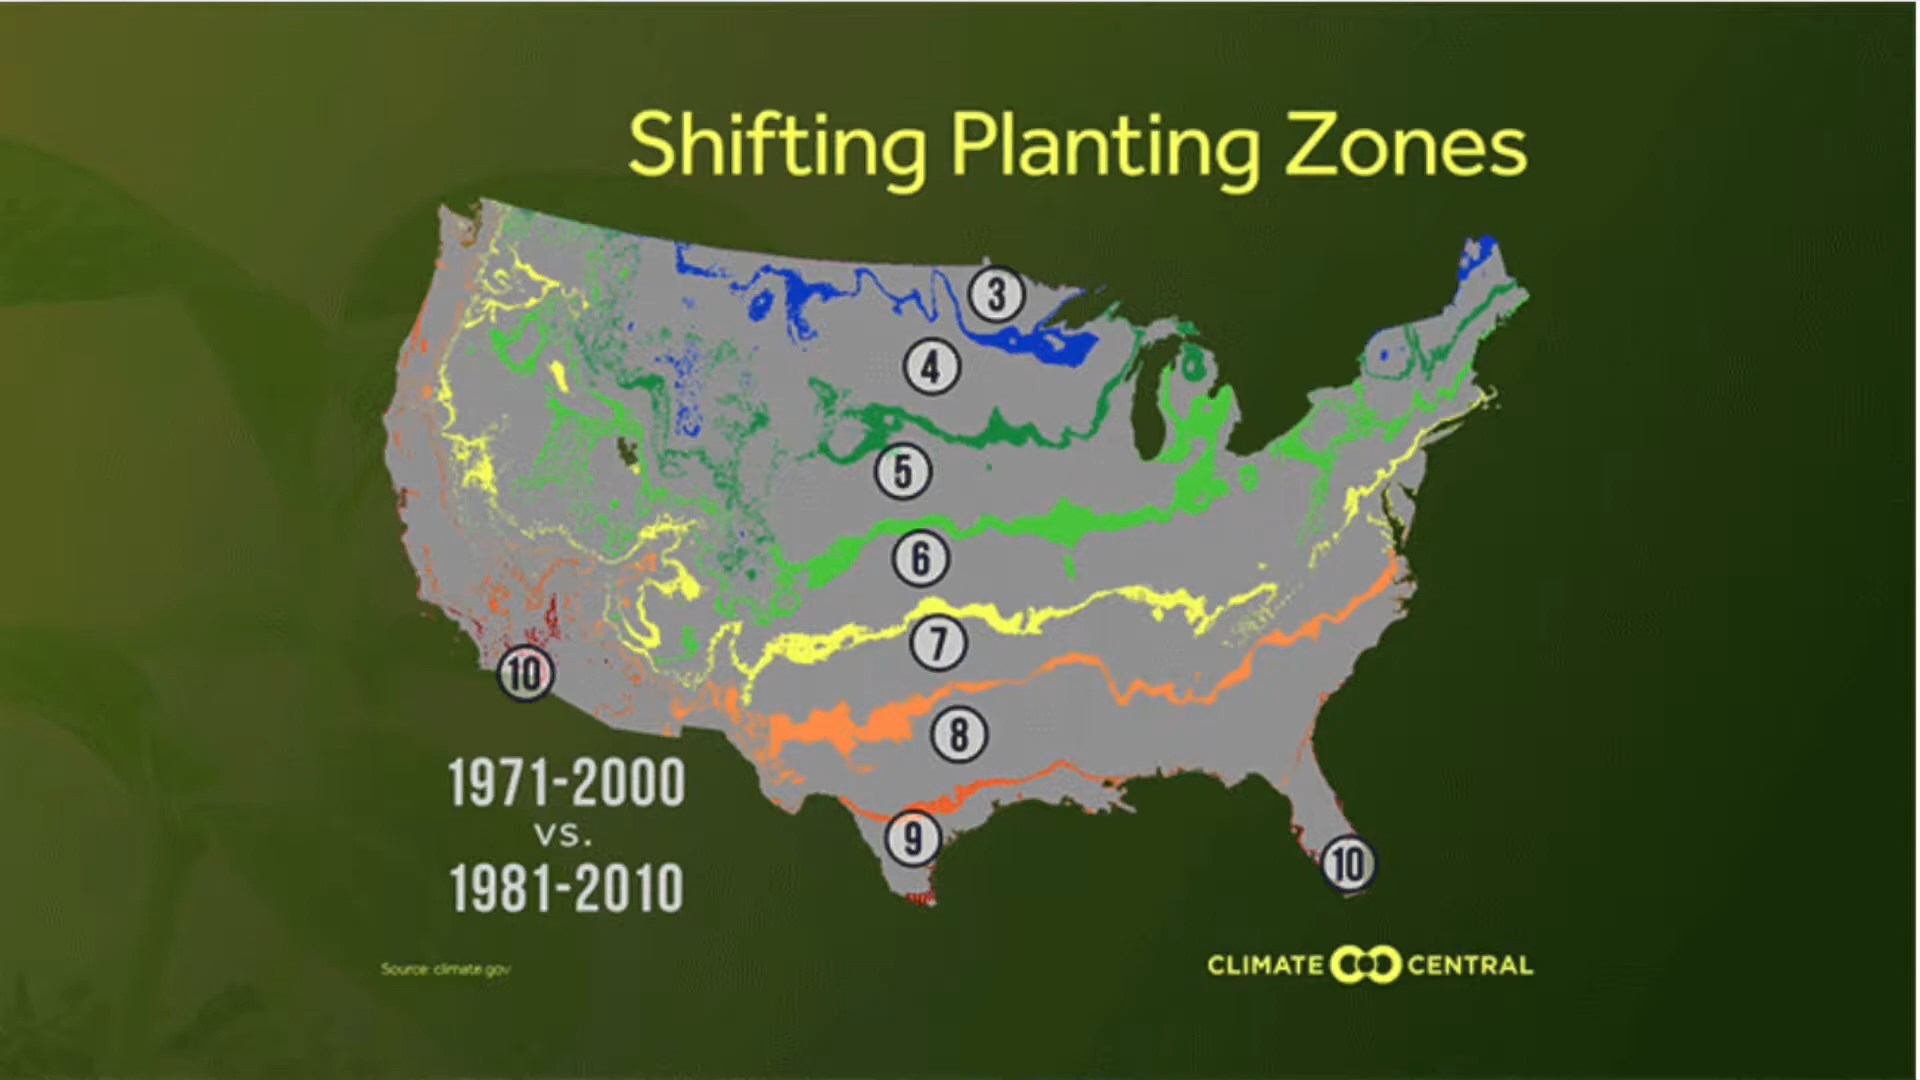 Shifting Planting Zones
3
4
5
6
7
10
8
9
10
1971-2000
vs.
1981-2010
Source: climate.gov
CLIMATE CENTRAL